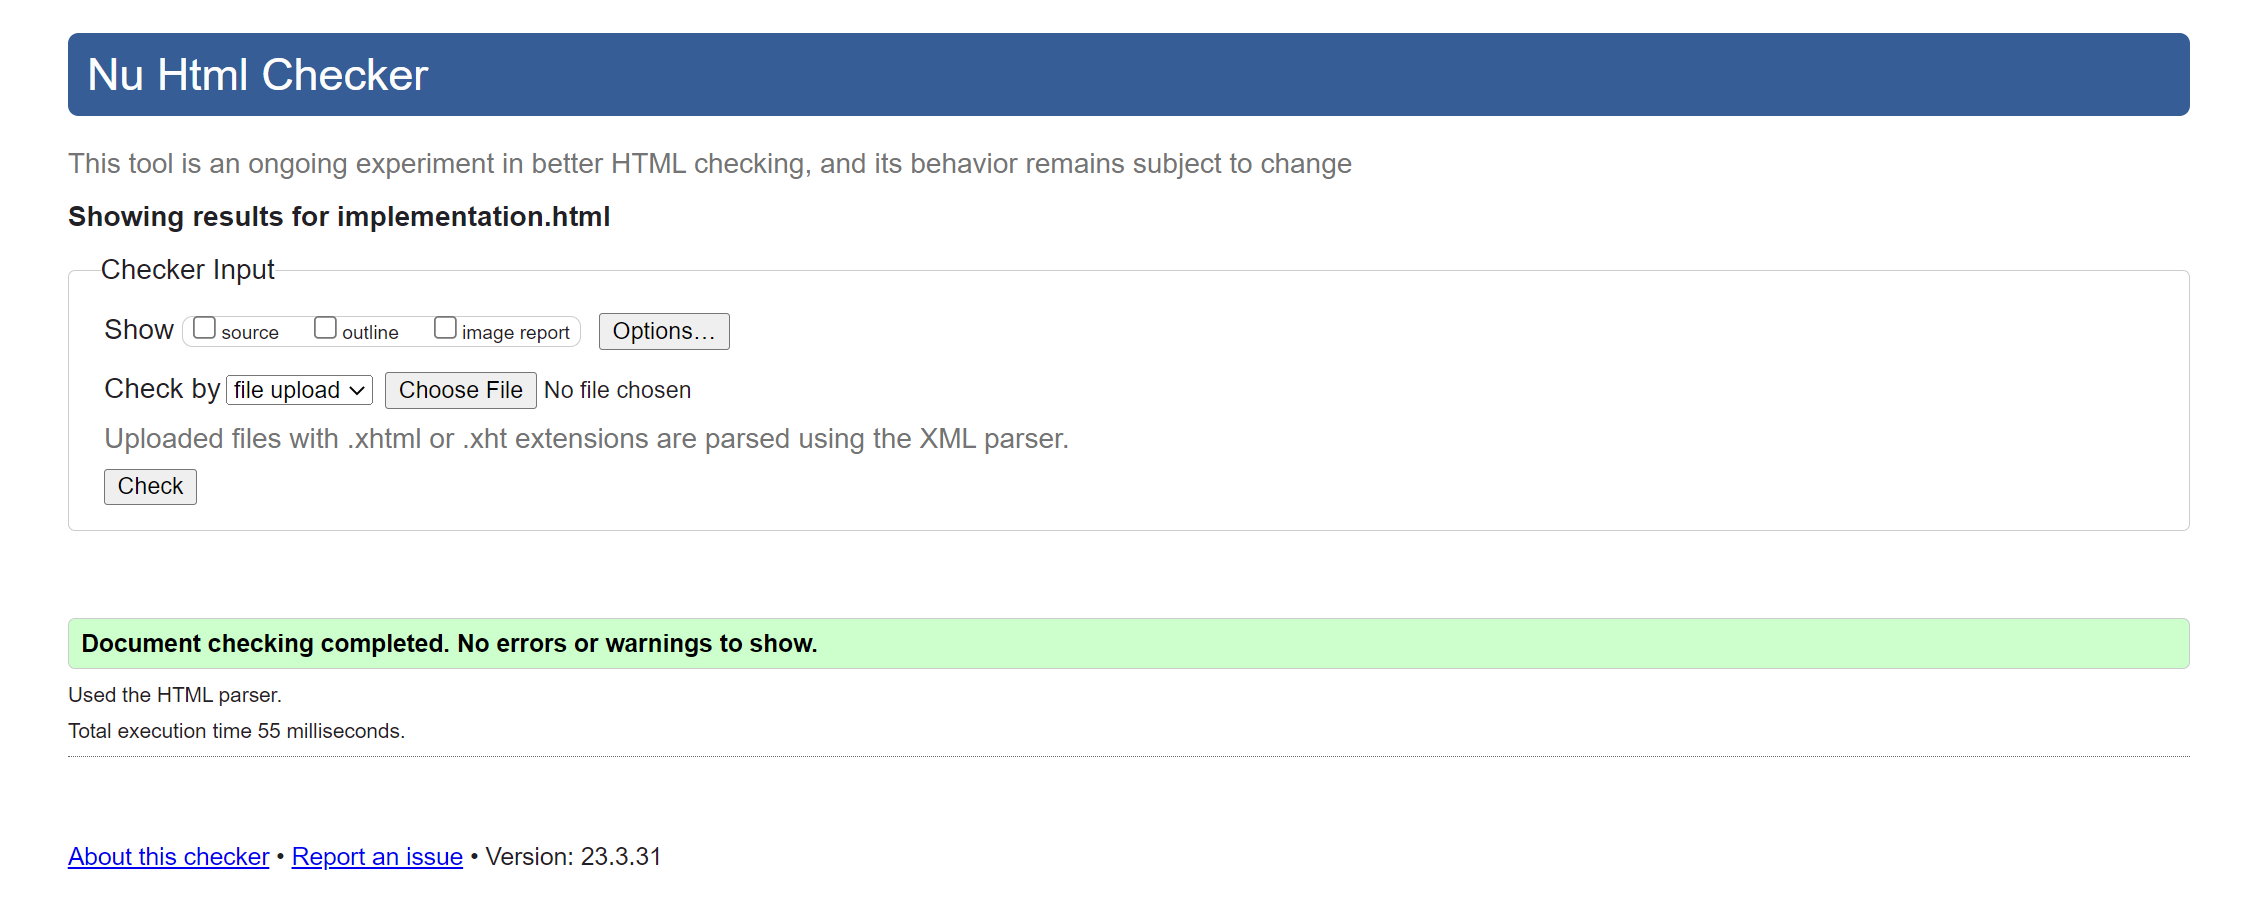 Nu Html Checker
This tool is an ongoing experiment in better HTML checking, and its behavior remains subject to change
Showing results for implementation.html
Checker Input
Show source outline image report Options...
Check by file upload Choose File No file chosen
Uploaded files with .xhtml or .xht extensions are parsed using the XML parser.
Check
Document checking completed. No errors or warnings to show.
Used the HTML parser.
Total execution time 55 milliseconds.
About this checker • Report an issue • Version: 23.3.31